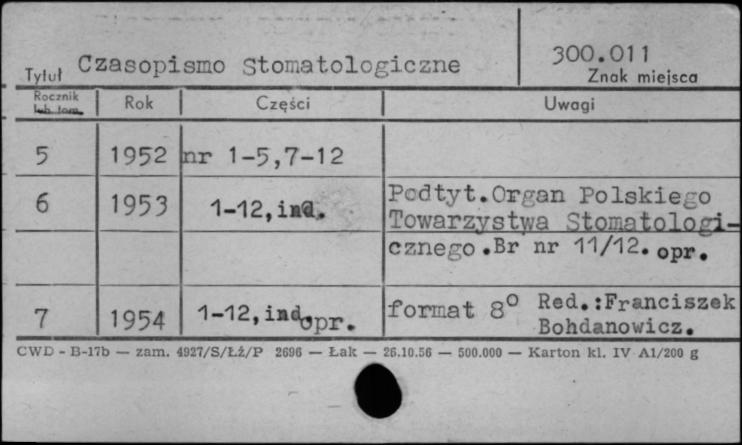 Tytuł Czasopismo Stomatologiczne 300.011
Znak miejsca
Rocznik lub tom Rok Części Uwagi
5 1952 nr 1-5,7-12
6 1953 1-12,ind. Podtyt.Organ Polskiego
Towarzystwa Stomatologi-
cznego.Br nr 11/12. opr.
7 1954 1-12,ind.opr. format 8° Red.:Franciszek
Bohdanowicz.
CWD - B-17b — zam. 4927/S/Łż/P 2696 — Łak — 26.10.56 — 500.000 — Karton kl. IV A1/200 g